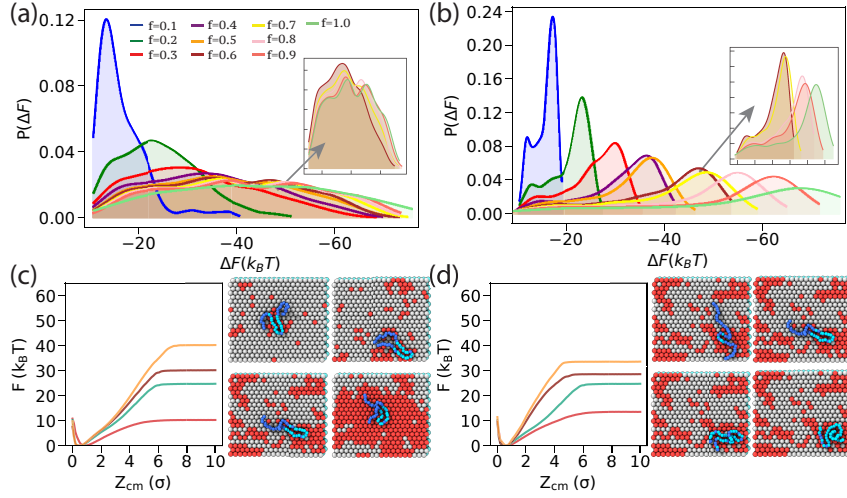 (a)
0.12
0.08
0.04
0.00
P(ΔF)
f=0.1 f=0.4 f=0.7 f=1.0
f=0.2 f=0.5 f=0.8
f=0.3 f=0.6 f=0.9
−20 −40 −60
ΔF(k_BT)
(b)
0.24
0.20
0.16
0.12
0.08
0.04
0.00
P(ΔF)
−20 −40 −60
ΔF(k_BT)
(c)
60
50
40
30
20
10
0
F (k_BT)
0 2 4 6 8 10
Z_cm (σ)
(d)
60
50
40
30
20
10
0
F (k_BT)
0 2 4 6 8 10
Z_cm (σ)